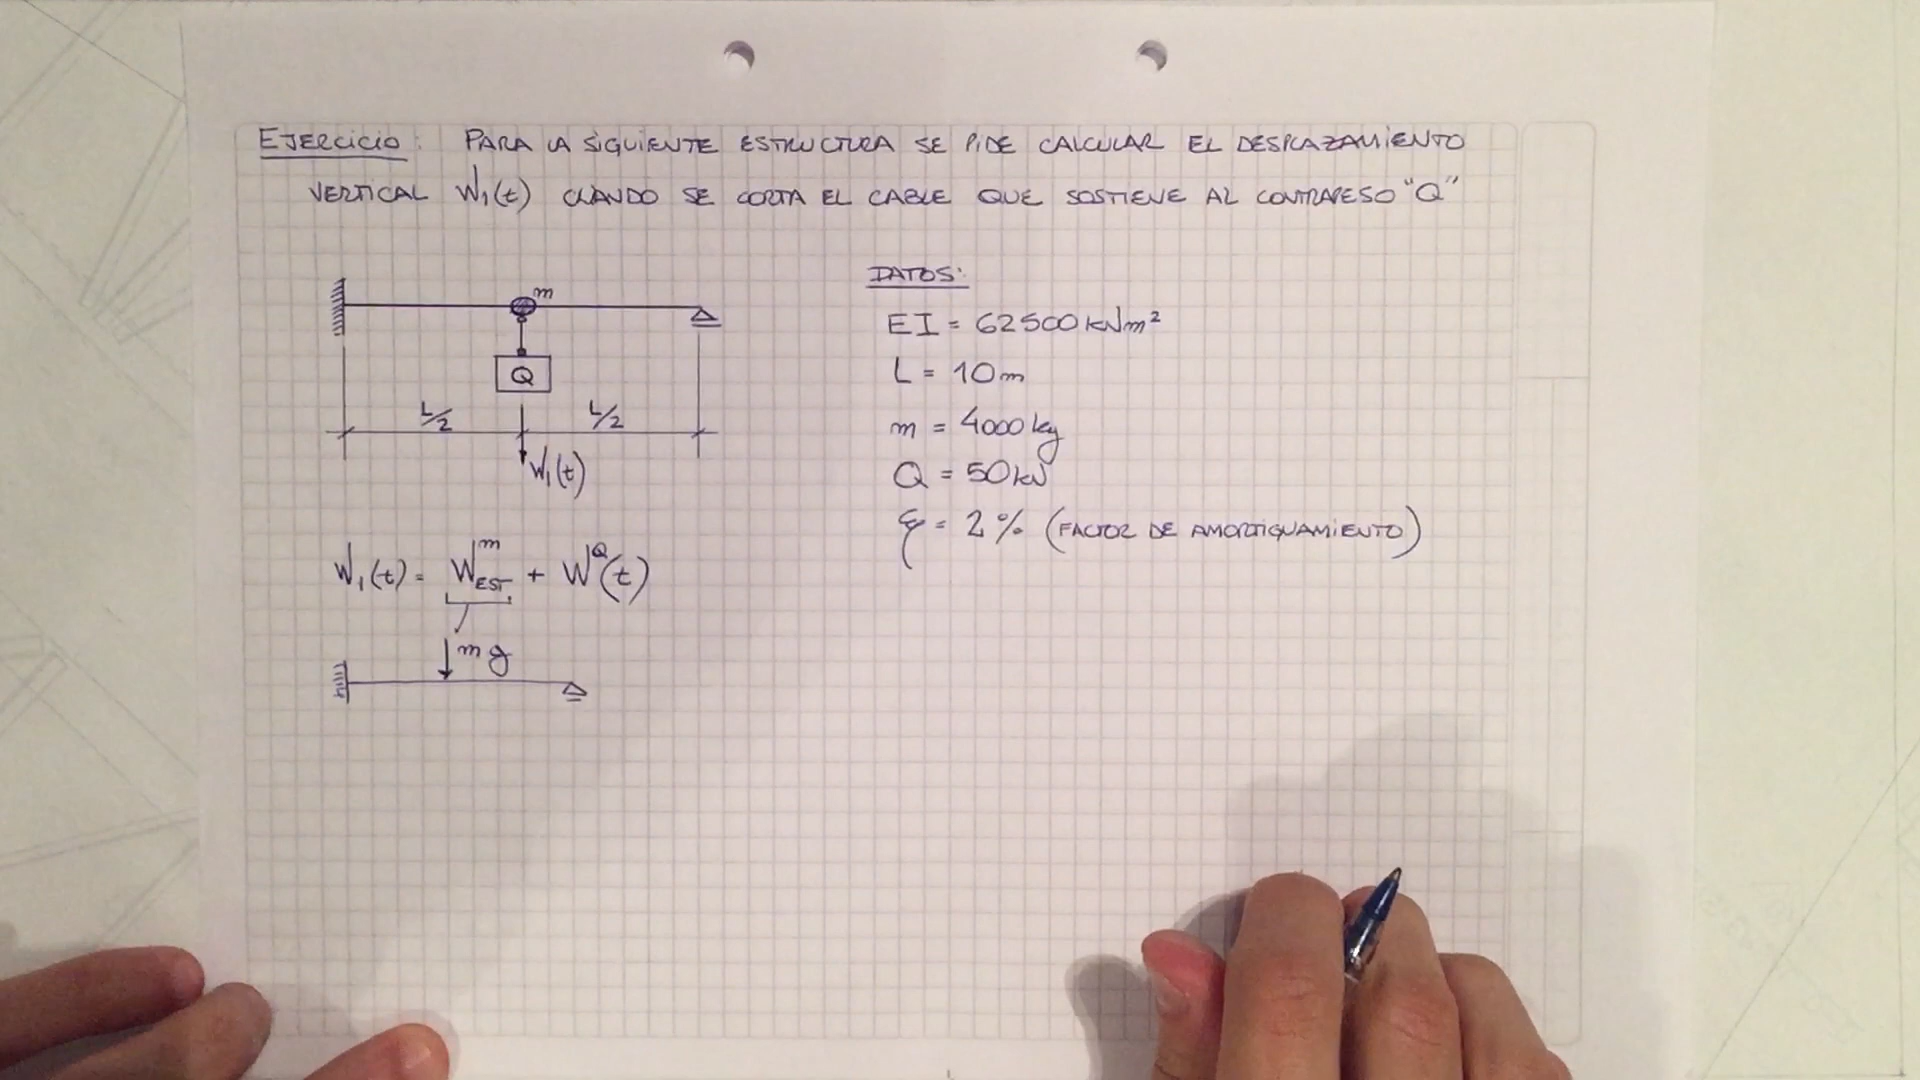 EJERCICIO: PARA LA SIGUIENTE ESTRUCTURA SE PIDE CALCULAR EL DESPLAZAMIENTO
VERTICAL W₁(t) CUANDO SE CORTA EL CABLE QUE SOSTIENE AL CONTRAPESO "Q"
m
Q
L/2 L/2
W₁(t)
DATOS:
EI = 62500 kNm²
L = 10 m
m = 4000 kg
Q = 50 kN
ξ = 2 % (FACTOR DE AMORTIGUAMIENTO)
W₁(t) = W_EST^m + W^Q(t)
mg